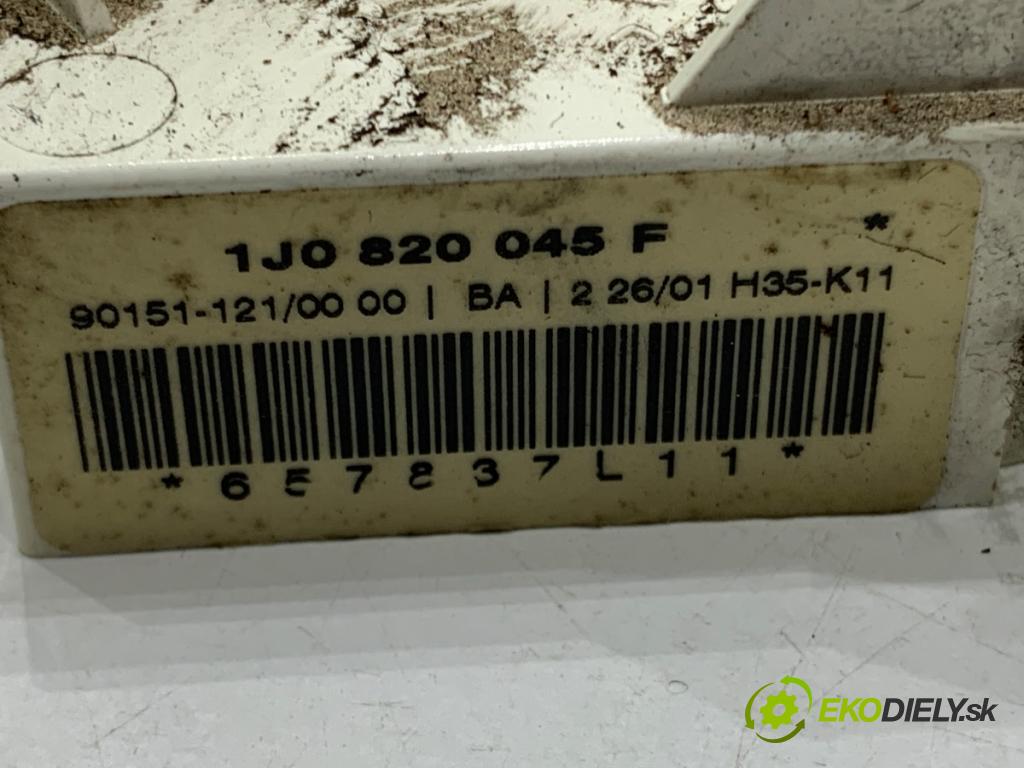 1J0 820 045 F *
90151-121/00 00 | BA | 2 26/01 H35-K11
*657837L11*
EKODIELY.sk